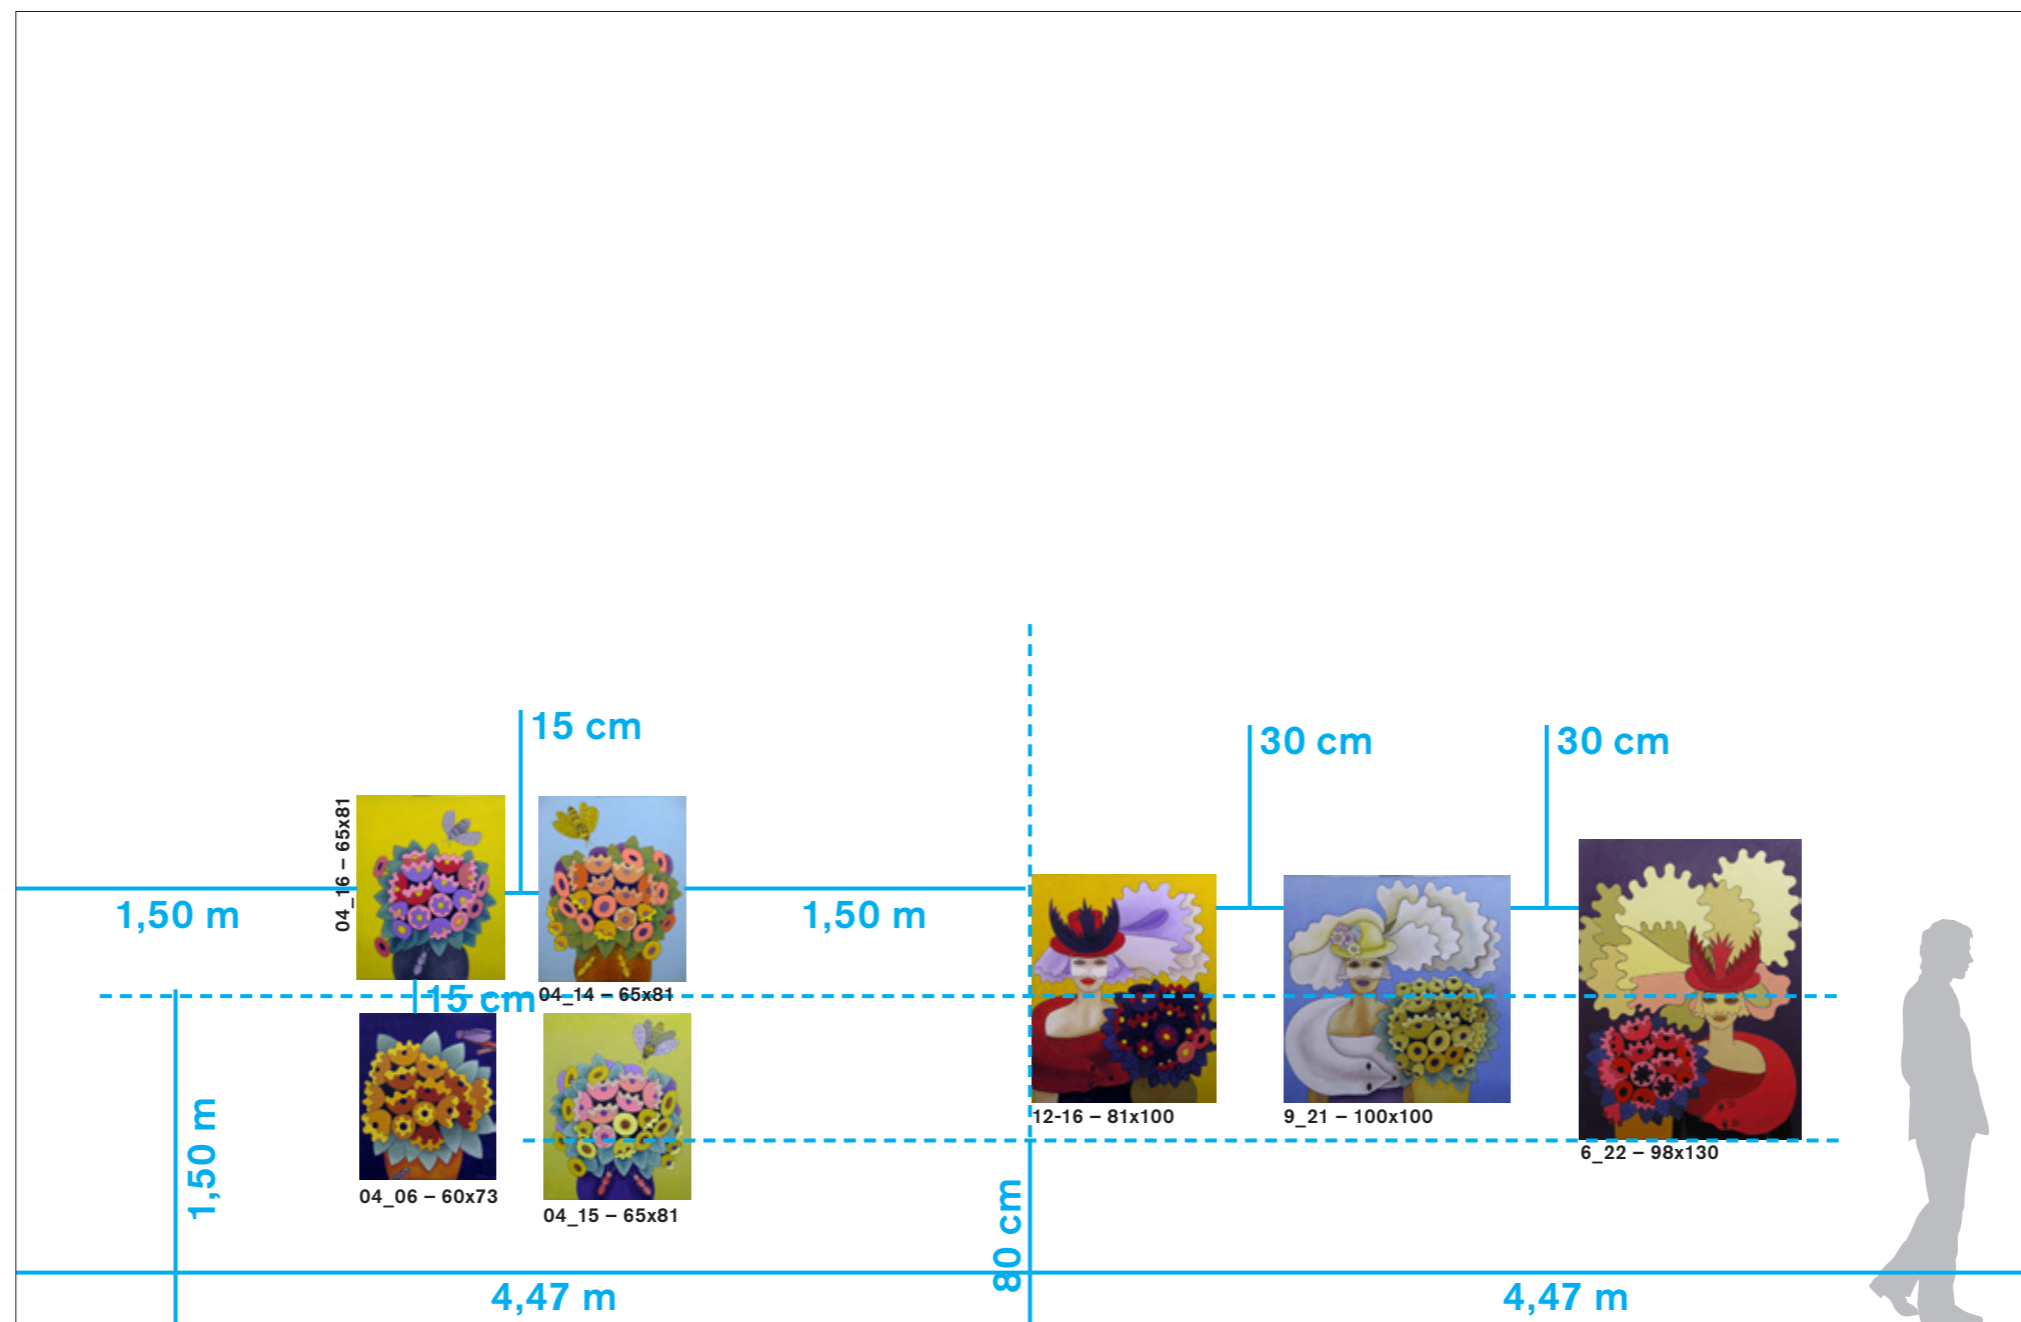 15 cm
30 cm
30 cm
04_16 – 65x81
1,50 m
1,50 m
15 cm
04_14 – 65x81
12-16 – 81x100
9_21 – 100x100
6_22 – 98x130
1,50 m
04_06 – 60x73
04_15 – 65x81
80 cm
4,47 m
4,47 m